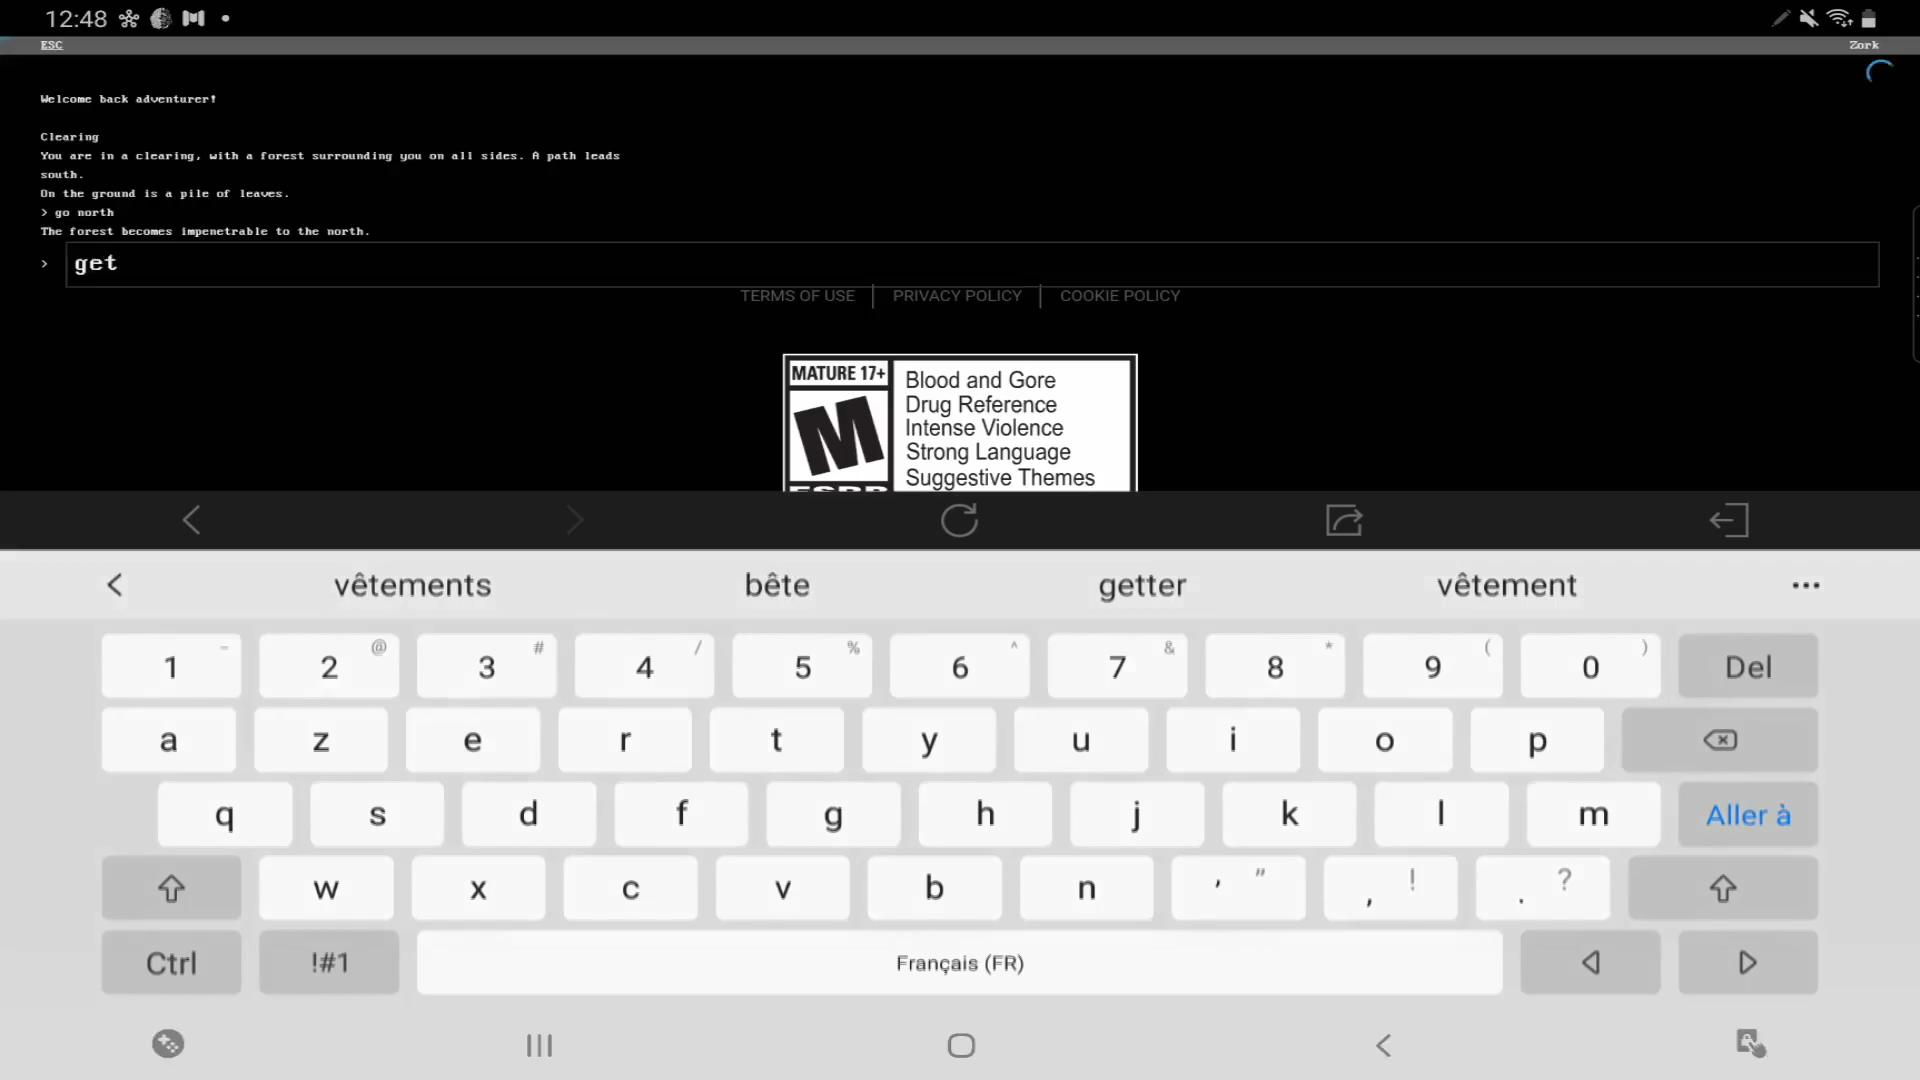 12:48
ESC
Zork
Welcome back adventurer!
Clearing
You are in a clearing, with a forest surrounding you on all sides. A path leads
south.
On the ground is a pile of leaves.
> go north
The forest becomes impenetrable to the north.
> get
TERMS OF USE | PRIVACY POLICY | COOKIE POLICY
MATURE 17+
M
Blood and Gore
Drug Reference
Intense Violence
Strong Language
Suggestive Themes
vêtements bête getter vêtement
1 - 2 @ 3 # 4 / 5 % 6 ^ 7 & 8 * 9 ( 0 ) Del
a z e r t y u i o p
q s d f g h j k l m Aller à
w x c v b n ' " , ! . ?
Ctrl !#1 Français (FR)